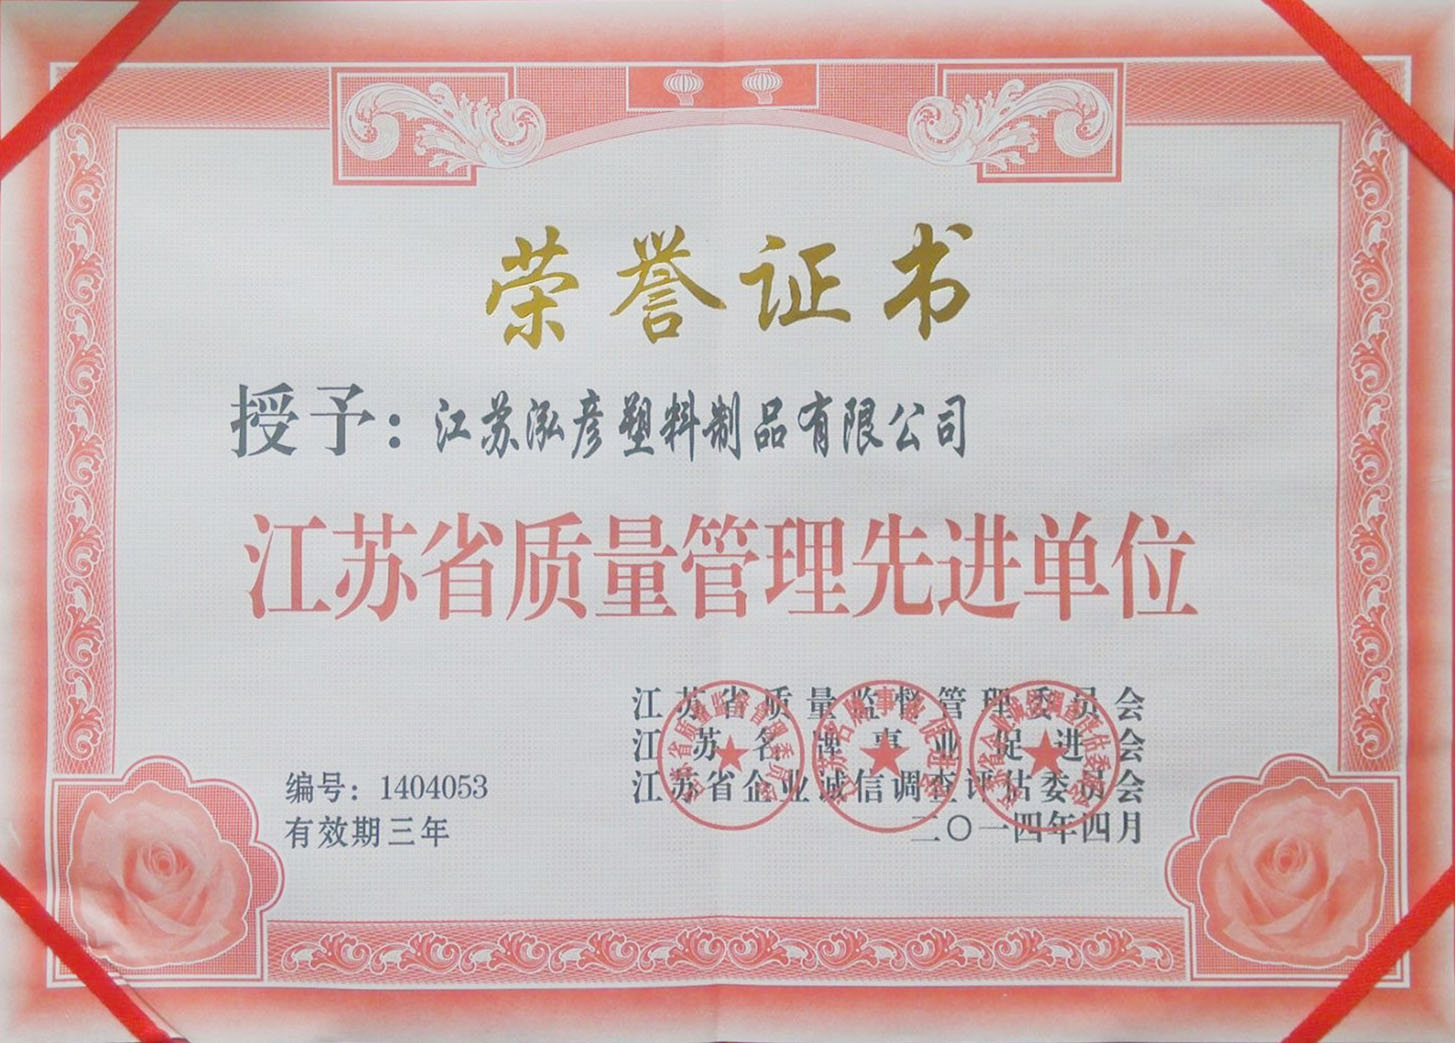 荣誉证书
授予：江苏泓彦塑料制品有限公司
江苏省质量管理先进单位
江苏省质量监督管理委员会
江苏名牌事业促进会
江苏省企业诚信调查评估委员会
二〇一四年四月
编号：1404053
有效期三年